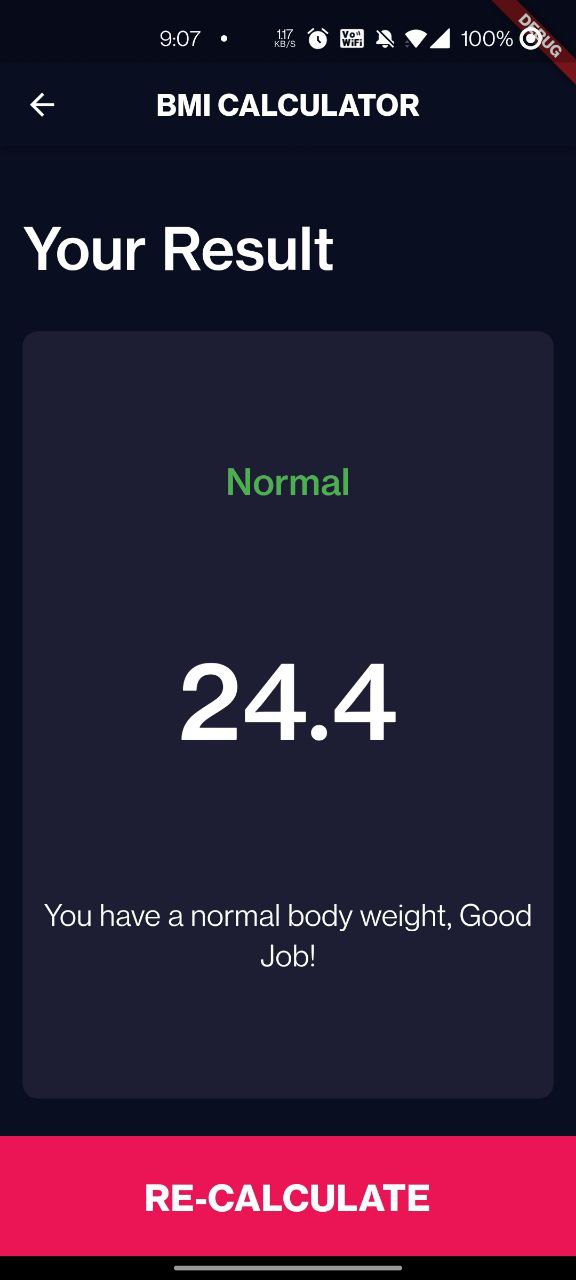 9:07
1.17
KB/S
Vo
WiFi
100%
DEBUG
BMI CALCULATOR
Your Result
Normal
24.4
You have a normal body weight, Good
Job!
RE-CALCULATE